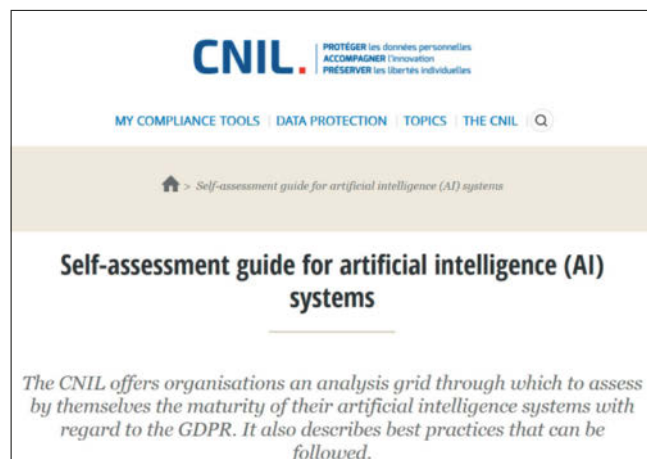 CNIL.
PROTÉGER les données personnelles
ACCOMPAGNER l'innovation
PRÉSERVER les libertés individuelles
MY COMPLIANCE TOOLS | DATA PROTECTION | TOPICS | THE CNIL |
> Self-assessment guide for artificial intelligence (AI) systems
Self-assessment guide for artificial intelligence (AI)
systems
The CNIL offers organisations an analysis grid through which to assess
by themselves the maturity of their artificial intelligence systems with
regard to the GDPR. It also describes best practices that can be
followed.